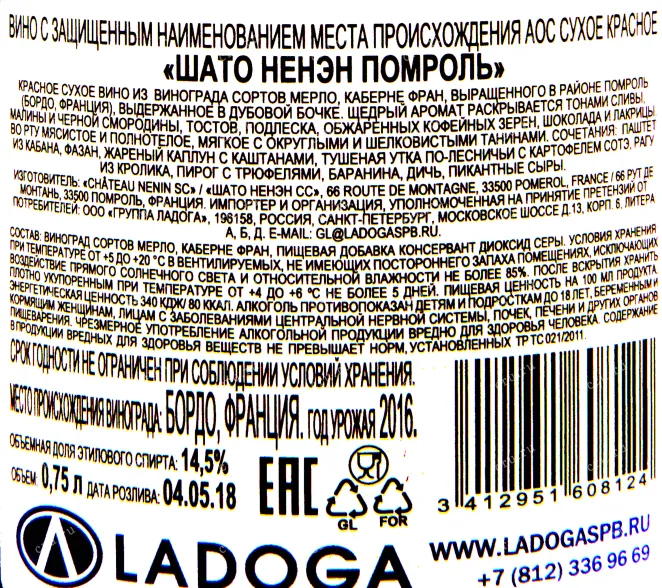 ВИНО С ЗАЩИЩЕННЫМ НАИМЕНОВАНИЕМ МЕСТА ПРОИСХОЖДЕНИЯ АОС СУХОЕ КРАСНОЕ
«ШАТО НЕНЭН ПОМРОЛЬ»
КРАСНОЕ СУХОЕ ВИНО ИЗ ВИНОГРАДА СОРТОВ МЕРЛО, КАБЕРНЕ ФРАН, ВЫРАЩЕННОГО В РАЙОНЕ ПОМРОЛЬ
(БОРДО, ФРАНЦИЯ), ВЫДЕРЖАННОЕ В ДУБОВОЙ БОЧКЕ. ЩЕДРЫЙ АРОМАТ РАСКРЫВАЕТСЯ ТОНАМИ СЛИВЫ,
МАЛИНЫ И ЧЕРНОЙ СМОРОДИНЫ, ТОСТОВ, ПОДЛЕСКА, ОБЖАРЕННЫХ КОФЕЙНЫХ ЗЕРЕН, ШОКОЛАДА И ЛАКРИЦЫ.
ВО РТУ МЯСИСТОЕ И ПОЛНОТЕЛОЕ, МЯГКОЕ С ОКРУГЛЫМИ И ШЕЛКОВИСТЫМИ ТАНИНАМИ. СОЧЕТАНИЯ: ПАШТЕТ
ИЗ КАБАНА, ФАЗАН, ЖАРЕНЫЙ КАПЛУН С КАШТАНАМИ, ТУШЕНАЯ УТКА ПО-ЛЕСНИЧЬИ С КАРТОФЕЛЕМ СОТЭ, РАГУ
ИЗ КРОЛИКА, ПИРОГ С ТРЮФЕЛЯМИ, БАРАНИНА, ДИЧЬ, ПИКАНТНЫЕ СЫРЫ.
ИЗГОТОВИТЕЛЬ: «CHÂTEAU NENIN SC» / «ШАТО НЕНЭН СС», 66 ROUTE DE MONTAGNE, 33500 POMEROL, FRANCE / 66 РУТ ДЕ
МОНТАНЬ, 33500 ПОМРОЛЬ, ФРАНЦИЯ. ИМПОРТЕР И ОРГАНИЗАЦИЯ, УПОЛНОМОЧЕННАЯ НА ПРИНЯТИЕ ПРЕТЕНЗИЙ ОТ
ПОТРЕБИТЕЛЕЙ: ООО «ГРУППА ЛАДОГА», 196158, РОССИЯ, САНКТ-ПЕТЕРБУРГ, МОСКОВСКОЕ ШОССЕ Д.13, КОРП. 6, ЛИТЕРА
А, Б, Д. E-MAIL: GL@LADOGASPB.RU.
СОСТАВ: ВИНОГРАД СОРТОВ МЕРЛО, КАБЕРНЕ ФРАН, ПИЩЕВАЯ ДОБАВКА КОНСЕРВАНТ ДИОКСИД СЕРЫ. УСЛОВИЯ ХРАНЕНИЯ
ПРИ ТЕМПЕРАТУРЕ ОТ +5 ДО +20 °С В ВЕНТИЛИРУЕМЫХ, НЕ ИМЕЮЩИХ ПОСТОРОННЕГО ЗАПАХА ПОМЕЩЕНИЯХ, ИСКЛЮЧАЮЩИХ
ВОЗДЕЙСТВИЕ ПРЯМОГО СОЛНЕЧНОГО СВЕТА И ОТНОСИТЕЛЬНОЙ ВЛАЖНОСТИ НЕ БОЛЕЕ 85%. ПОСЛЕ ВСКРЫТИЯ ХРАНИТЬ
ПЛОТНО УКУПОРЕННЫМ ПРИ ТЕМПЕРАТУРЕ ОТ +4 ДО +6 °С НЕ БОЛЕЕ 5 ДНЕЙ. ПИЩЕВАЯ ЦЕННОСТЬ НА 100 МЛ ПРОДУКТА:
ЭНЕРГЕТИЧЕСКАЯ ЦЕННОСТЬ 340 КДЖ/ 80 ККАЛ. АЛКОГОЛЬ ПРОТИВОПОКАЗАН ДЕТЯМ И ПОДРОСТКАМ ДО 18 ЛЕТ, БЕРЕМЕННЫМ И
КОРМЯЩИМ ЖЕНЩИНАМ, ЛИЦАМ С ЗАБОЛЕВАНИЯМИ ЦЕНТРАЛЬНОЙ НЕРВНОЙ СИСТЕМЫ, ПОЧЕК, ПЕЧЕНИ И ДРУГИХ ОРГАНОВ
ПИЩЕВАРЕНИЯ. ЧРЕЗМЕРНОЕ УПОТРЕБЛЕНИЕ АЛКОГОЛЬНОЙ ПРОДУКЦИИ ВРЕДНО ДЛЯ ЗДОРОВЬЯ ЧЕЛОВЕКА. СОДЕРЖАНИЕ
В ПРОДУКЦИИ ВРЕДНЫХ ДЛЯ ЗДОРОВЬЯ ВЕЩЕСТВ НЕ ПРЕВЫШАЕТ НОРМ, УСТАНОВЛЕННЫХ ТР ТС 021/2011.
СРОК ГОДНОСТИ НЕ ОГРАНИЧЕН ПРИ СОБЛЮДЕНИИ УСЛОВИЙ ХРАНЕНИЯ.
МЕСТО ПРОИСХОЖДЕНИЯ ВИНОГРАДА: БОРДО, ФРАНЦИЯ. ГОД УРОЖАЯ 2016.
ОБЪЕМНАЯ ДОЛЯ ЭТИЛОВОГО СПИРТА: 14,5%
ОБЪЕМ: 0,75 Л ДАТА РОЗЛИВА: 04.05.18
EAC
GL
FOR
3 412951 608124
LADOGA
WWW.LADOGASPB.RU
+7 (812) 336 96 69